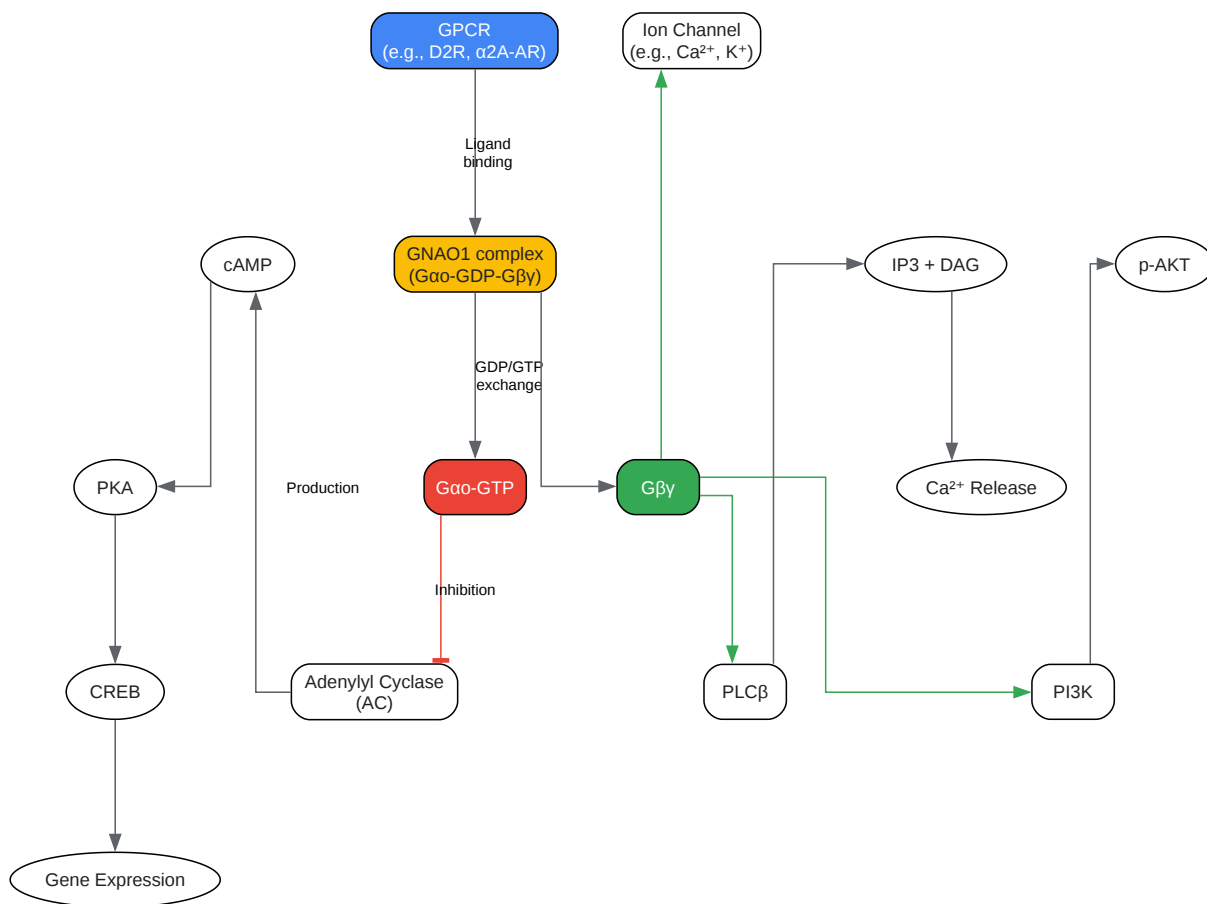 GPCR
(e.g., D2R, α2A-AR)
Ion Channel
(e.g., Ca²⁺, K⁺)
Ligand
binding
cAMP
GNAO1 complex
(Gαo-GDP-Gβγ)
IP3 + DAG
p-AKT
GDP/GTP
exchange
PKA
Production
Gαo-GTP
Gβγ
Ca²⁺ Release
Inhibition
CREB
Adenylyl Cyclase
(AC)
PLCβ
PI3K
Gene Expression